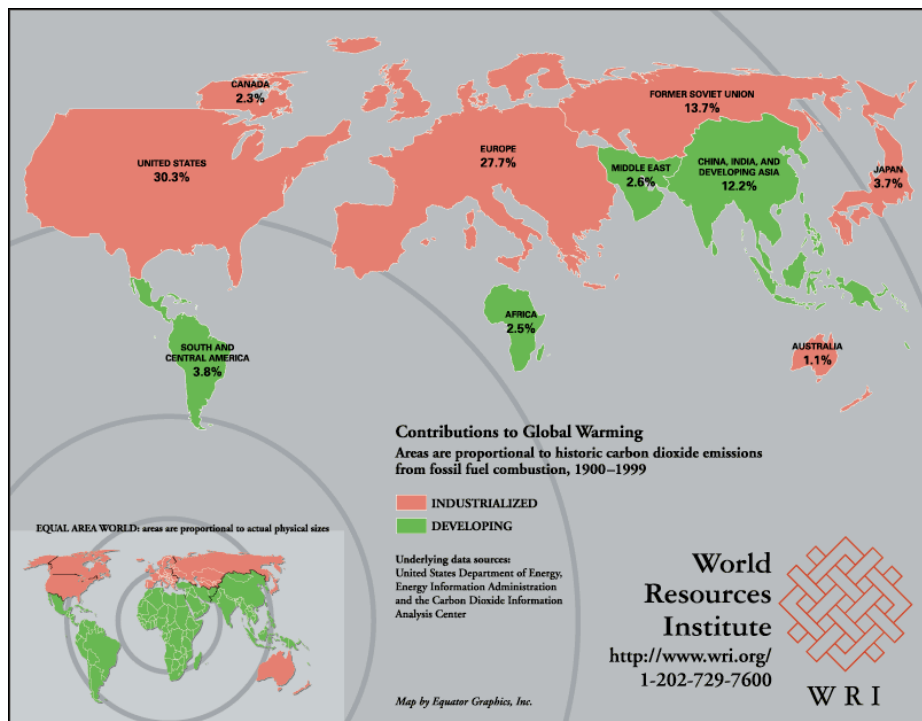 CANADA
2.3%
FORMER SOVIET UNION
13.7%
UNITED STATES
30.3%
EUROPE
27.7%
MIDDLE EAST
2.6%
CHINA, INDIA, AND
DEVELOPING ASIA
12.2%
JAPAN
3.7%
AFRICA
2.5%
SOUTH AND
CENTRAL AMERICA
3.8%
AUSTRALIA
1.1%
Contributions to Global Warming
Areas are proportional to historic carbon dioxide emissions
from fossil fuel combustion, 1900–1999
INDUSTRIALIZED
DEVELOPING
EQUAL AREA WORLD: areas are proportional to actual physical sizes
Underlying data sources:
United States Department of Energy,
Energy Information Administration
and the Carbon Dioxide Information
Analysis Center
Map by Equator Graphics, Inc.
World
Resources
Institute
http://www.wri.org/
1-202-729-7600
WRI